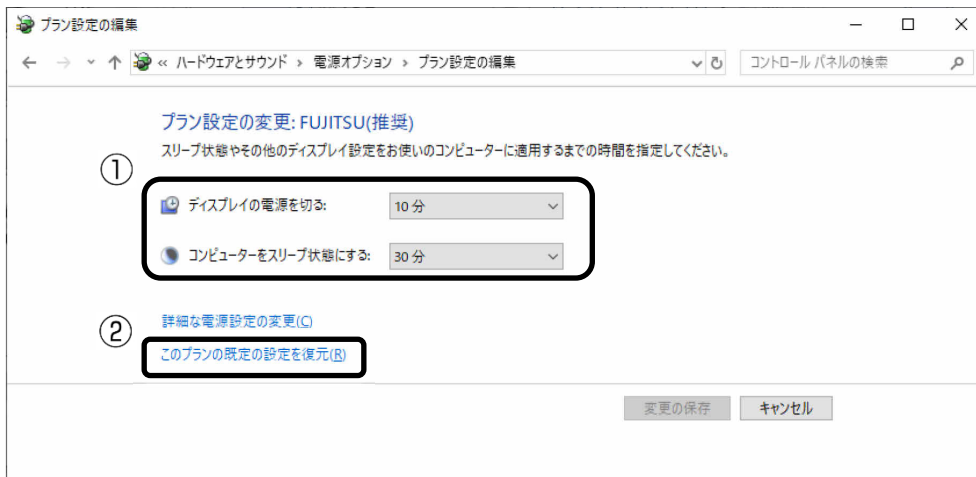 プラン設定の編集
« ハードウェアとサウンド › 電源オプション › プラン設定の編集
コントロール パネルの検索
プラン設定の変更: FUJITSU(推奨)
スリープ状態やその他のディスプレイ設定をお使いのコンピューターに適用するまでの時間を指定してください。
①
ディスプレイの電源を切る: 10 分
コンピューターをスリープ状態にする: 30 分
②
詳細な電源設定の変更(C)
このプランの既定の設定を復元(R)
変更の保存 キャンセル